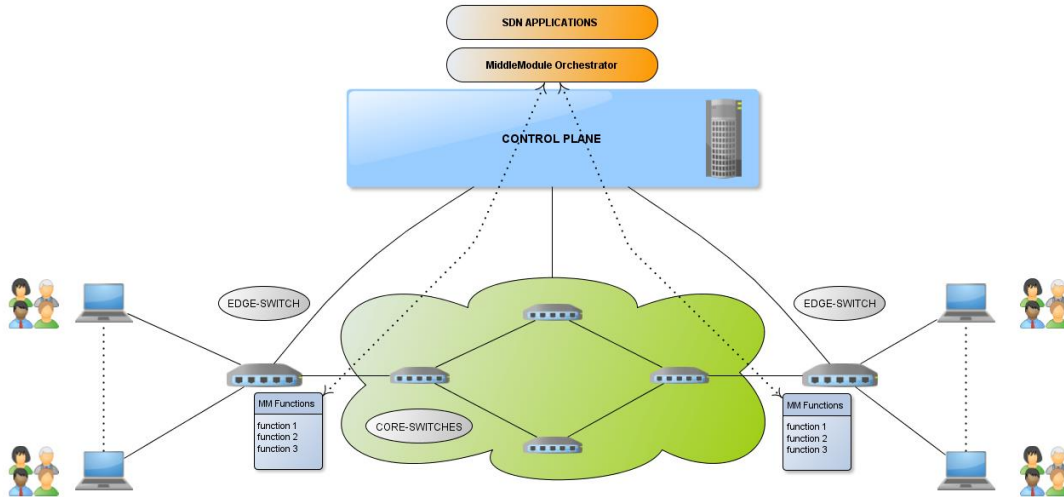 SDN APPLICATIONS
MiddleModule Orchestrator
CONTROL PLANE
EDGE-SWITCH
EDGE-SWITCH
MM Functions
function 1
function 2
function 3
CORE-SWITCHES
MM Functions
function 1
function 2
function 3